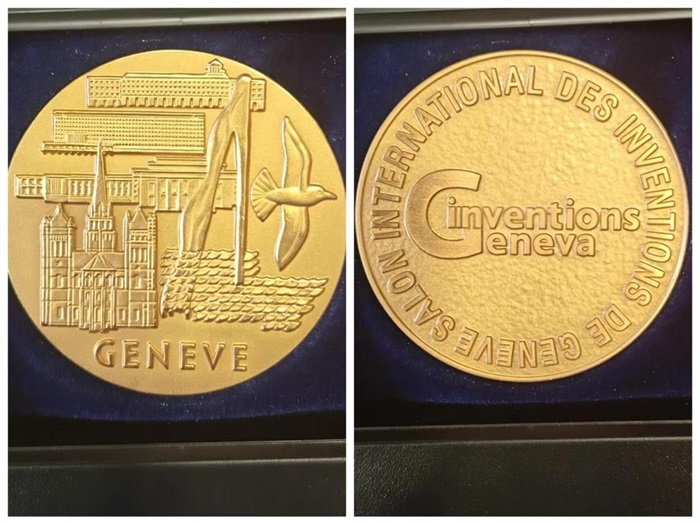 GENEVE
SALON INTERNATIONAL DES INVENTIONS DE GENEVE
inventions
Geneva